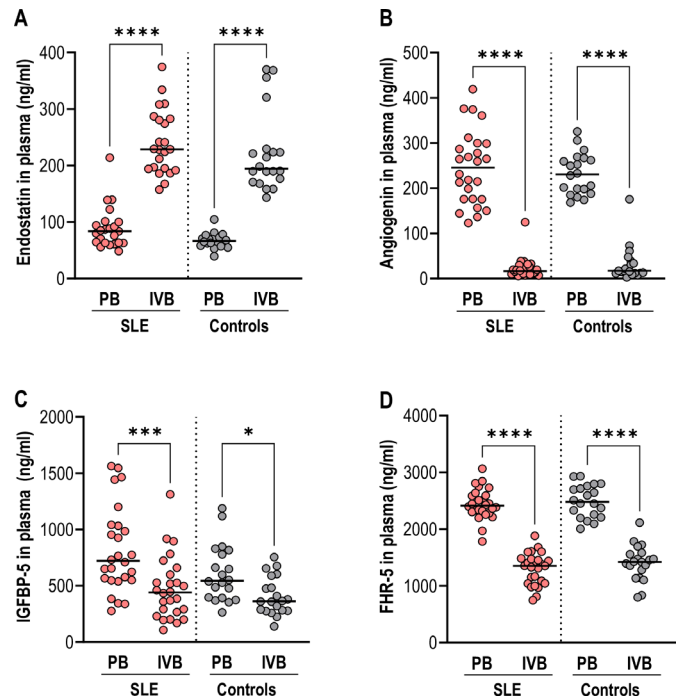 A
**** ****
Endostatin in plasma (ng/ml)
400
300
200
100
0
PB IVB PB IVB
SLE Controls
B
**** ****
Angiogenin in plasma (ng/ml)
500
400
300
200
100
0
PB IVB PB IVB
SLE Controls
C
*** *
IGFBP-5 in plasma (ng/ml)
2000
1500
1000
500
0
PB IVB PB IVB
SLE Controls
D
**** ****
FHR-5 in plasma (ng/ml)
4000
3000
2000
1000
0
PB IVB PB IVB
SLE Controls